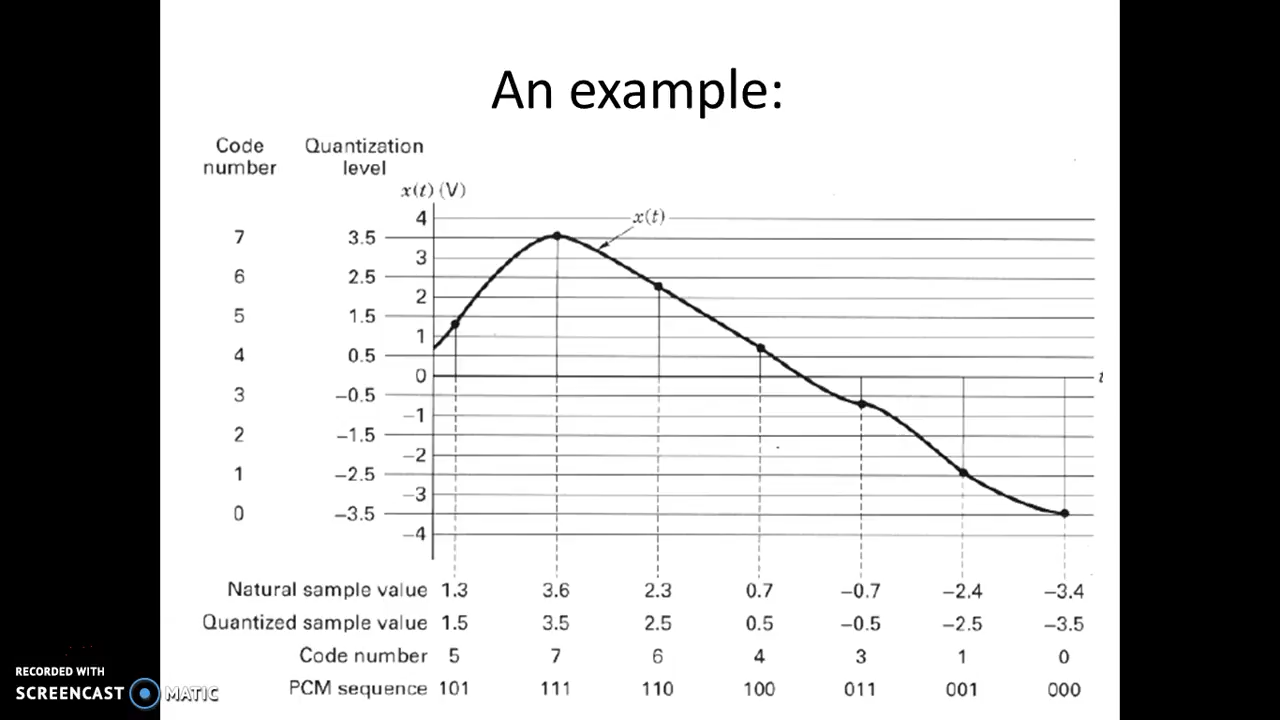 An example:
Code number
Quantization level
x(t) (V)
x(t)
4
7 3.5
3
6 2.5
2
5 1.5
1
4 0.5
0
t
3 −0.5
−1
2 −1.5
−2
1 −2.5
−3
0 −3.5
−4
Natural sample value 1.3 3.6 2.3 0.7 −0.7 −2.4 −3.4
Quantized sample value 1.5 3.5 2.5 0.5 −0.5 −2.5 −3.5
Code number 5 7 6 4 3 1 0
PCM sequence 101 111 110 100 011 001 000
RECORDED WITH
SCREENCAST MATIC